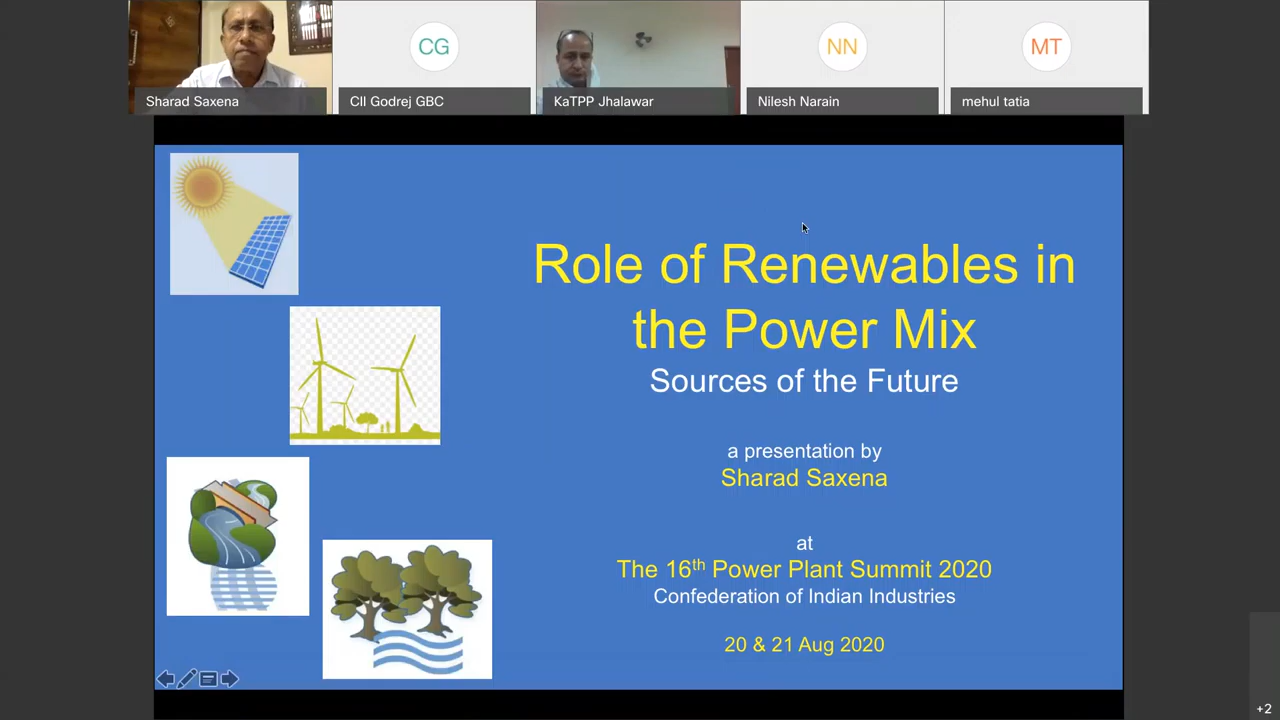 CG
NN
MT
Sharad Saxena
CII Godrej GBC
KaTPP Jhalawar
Nilesh Narain
mehul tatia
Role of Renewables in
the Power Mix
Sources of the Future
a presentation by
Sharad Saxena
at
The 16th Power Plant Summit 2020
Confederation of Indian Industries
20 & 21 Aug 2020
+2